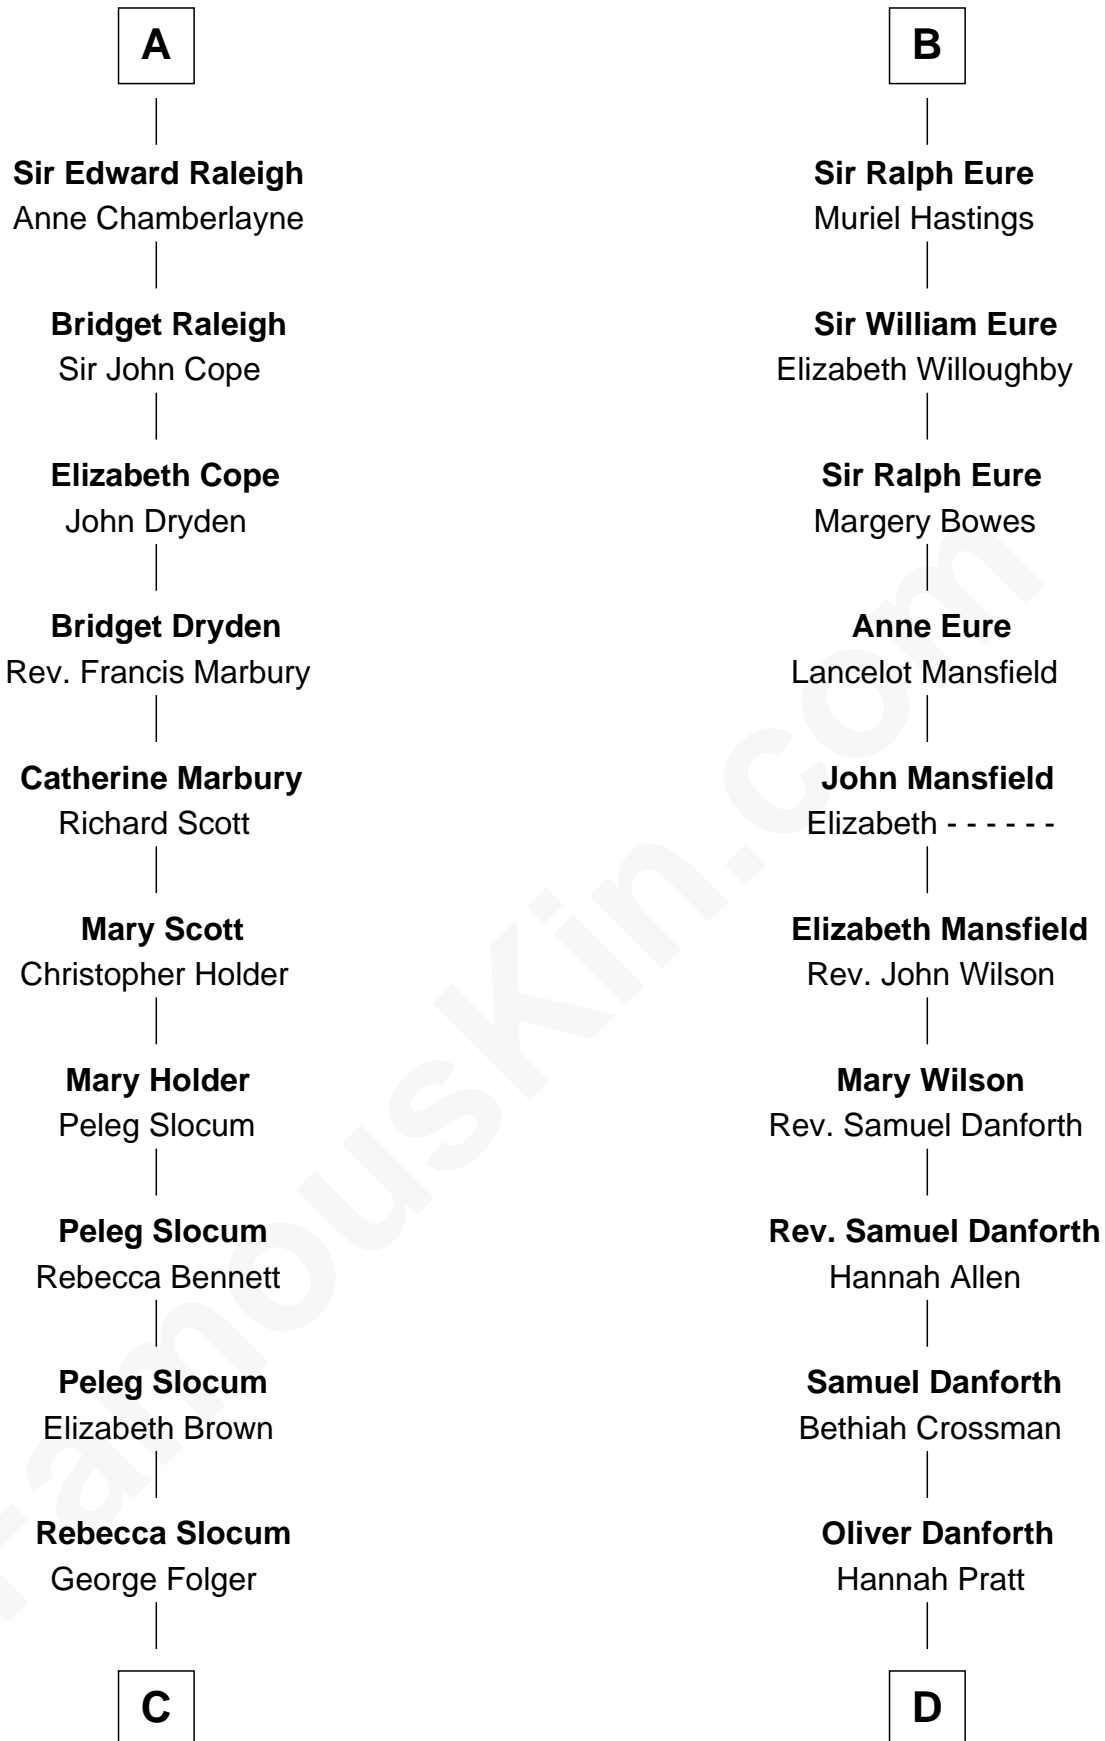 A
Sir Edward Raleigh
Anne Chamberlayne
Bridget Raleigh
Sir John Cope
Elizabeth Cope
John Dryden
Bridget Dryden
Rev. Francis Marbury
Catherine Marbury
Richard Scott
Mary Scott
Christopher Holder
Mary Holder
Peleg Slocum
Peleg Slocum
Rebecca Bennett
Peleg Slocum
Elizabeth Brown
Rebecca Slocum
George Folger
C
B
Sir Ralph Eure
Muriel Hastings
Sir William Eure
Elizabeth Willoughby
Sir Ralph Eure
Margery Bowes
Anne Eure
Lancelot Mansfield
John Mansfield
Elizabeth - - - - - -
Elizabeth Mansfield
Rev. John Wilson
Mary Wilson
Rev. Samuel Danforth
Rev. Samuel Danforth
Hannah Allen
Samuel Danforth
Bethiah Crossman
Oliver Danforth
Hannah Pratt
D
FamousKin.com